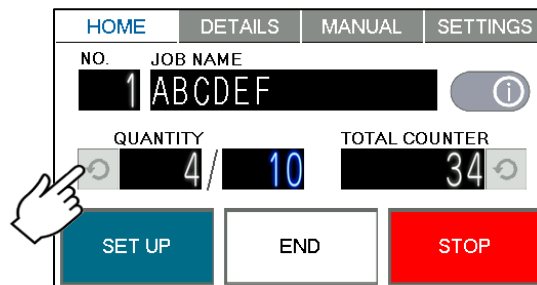 HOME DETAILS MANUAL SETTINGS
NO. JOB NAME
1 ABCDEF i
QUANTITY TOTAL COUNTER
4 / 10 34
SET UP END STOP